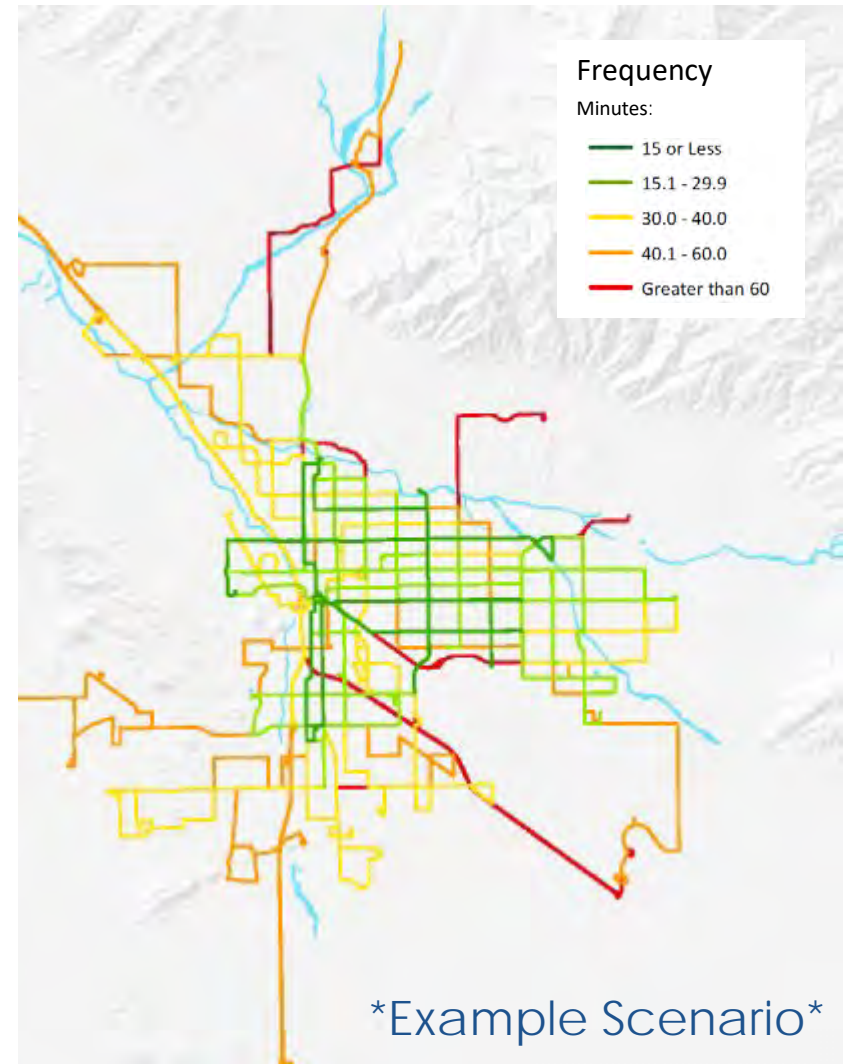 Frequency
Minutes:
15 or Less
15.1 - 29.9
30.0 - 40.0
40.1 - 60.0
Greater than 60
*Example Scenario*